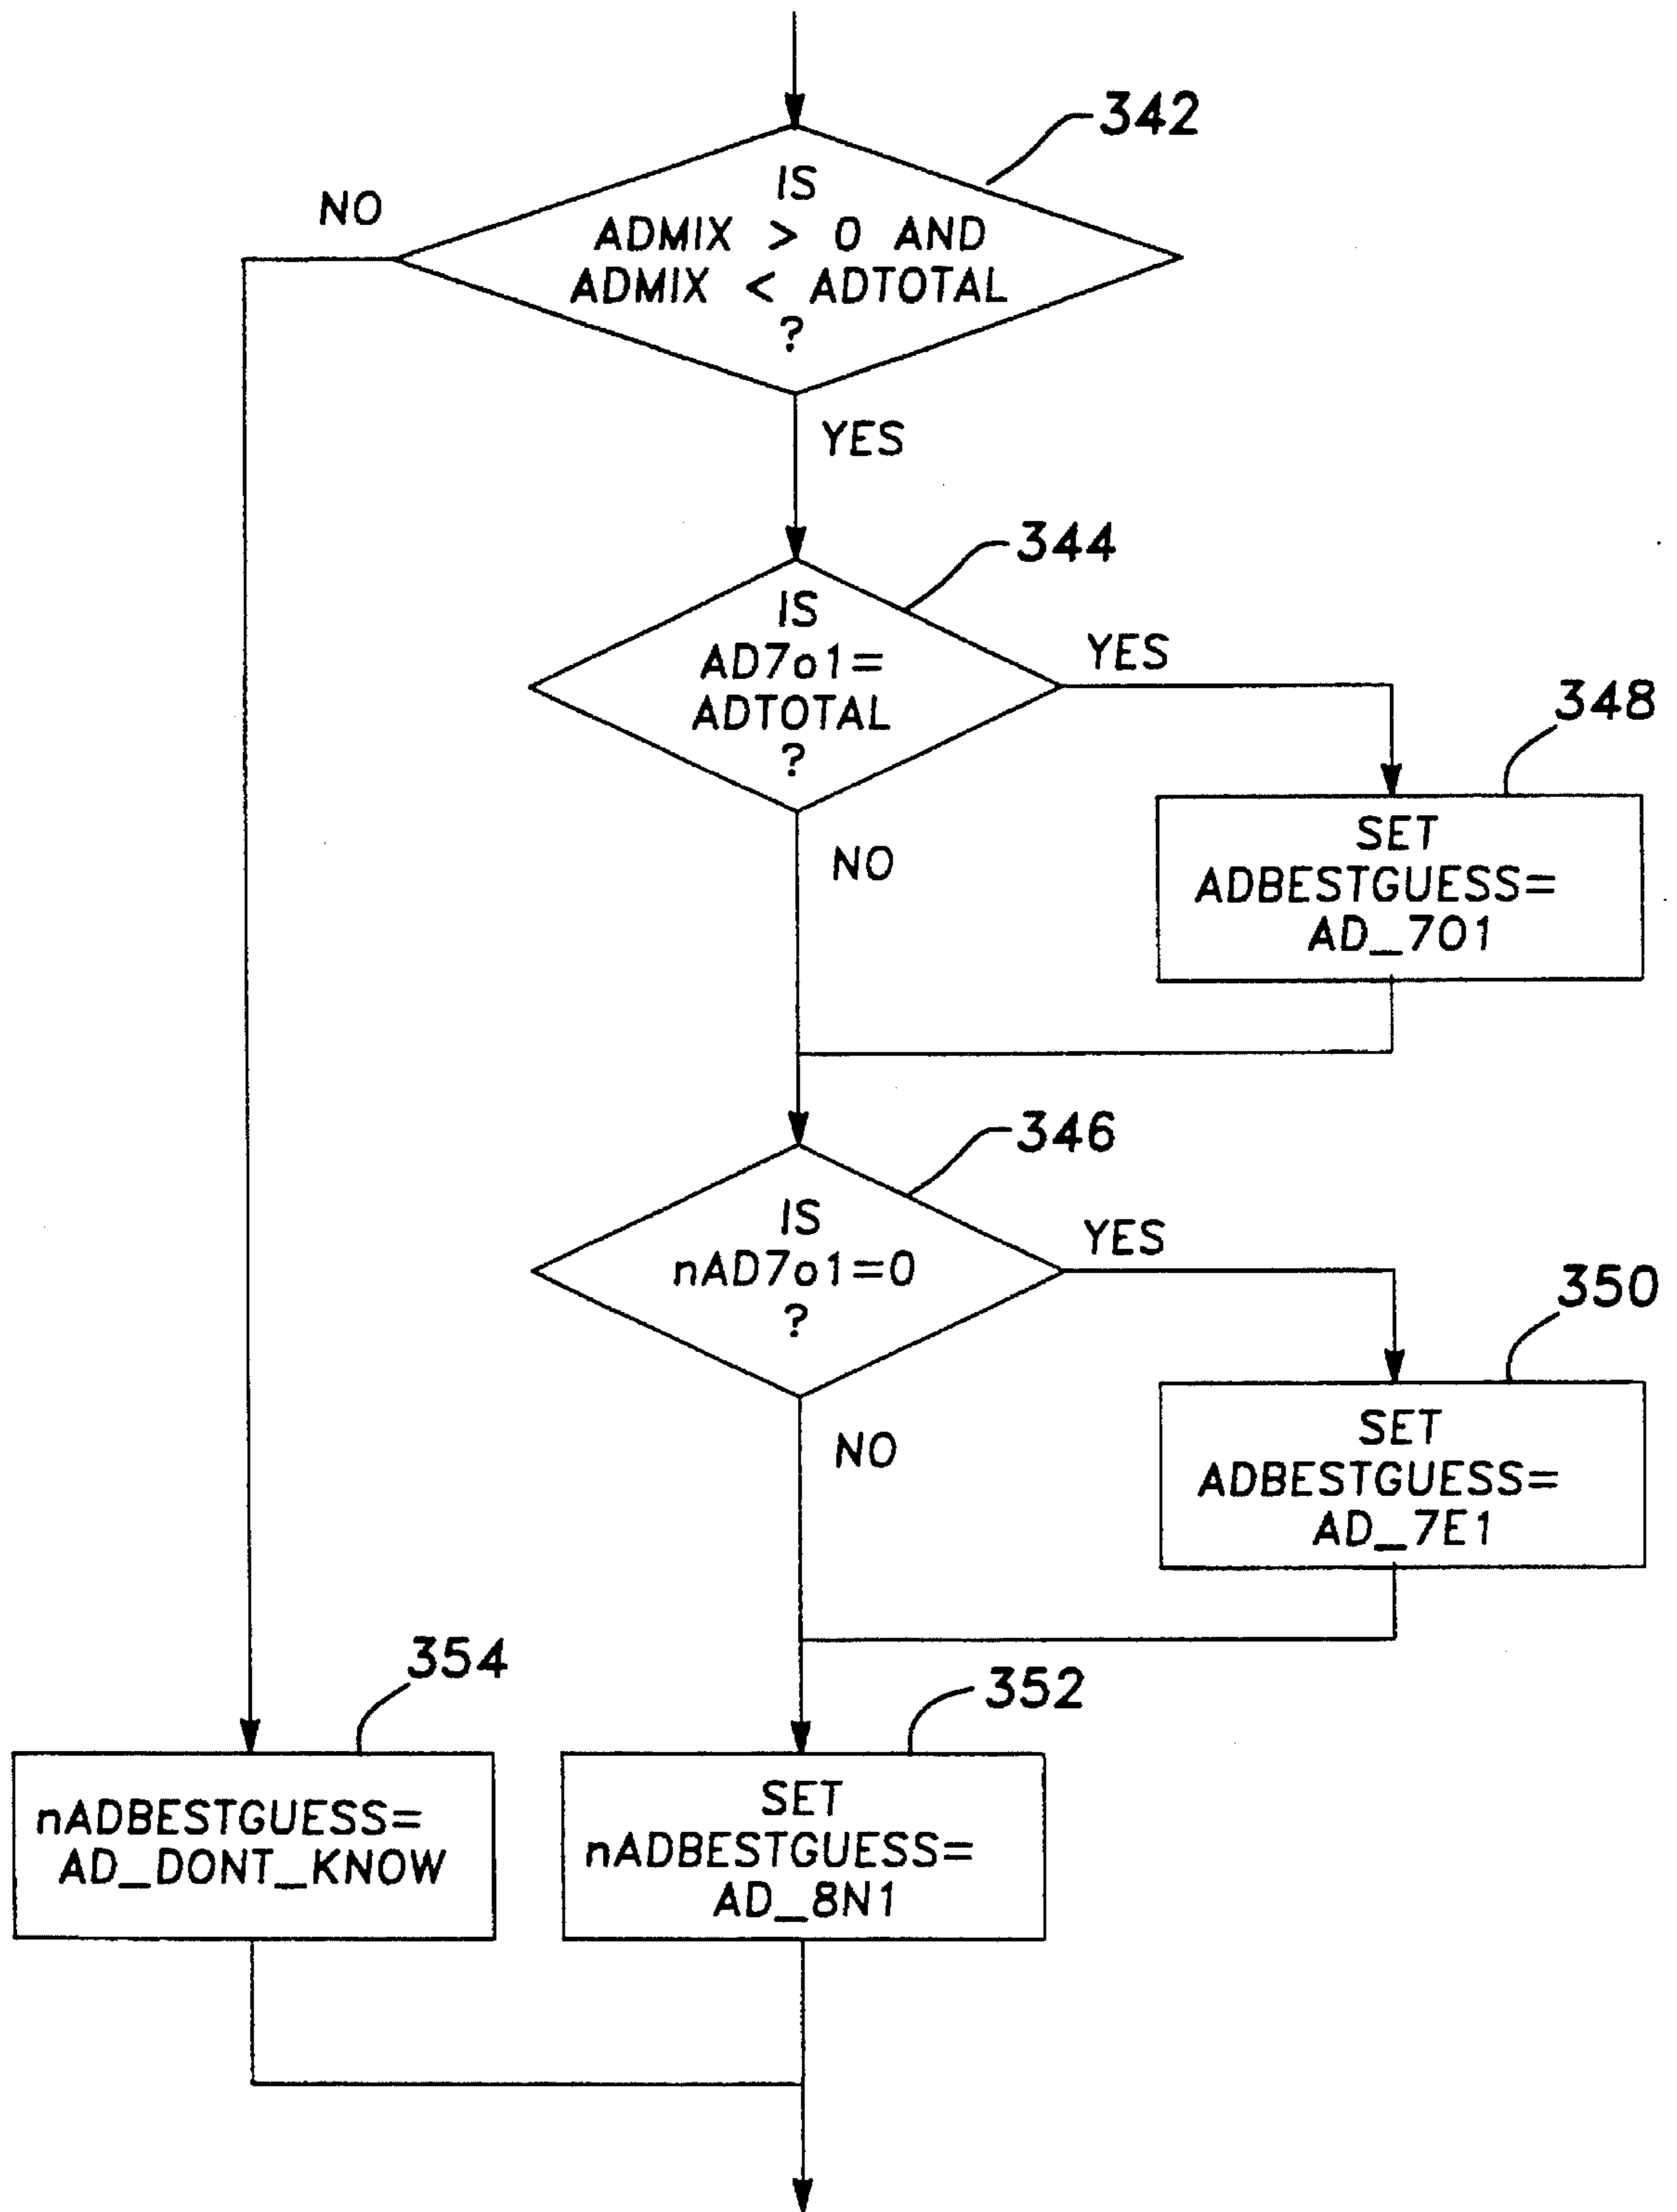 342
IS
ADMIX > 0 AND
ADMIX < ADTOTAL
?
NO
YES
344
IS
AD7o1=
ADTOTAL
?
YES
NO
348
SET
ADBESTGUESS=
AD_7O1
346
IS
nAD7o1=0
?
YES
NO
350
SET
ADBESTGUESS=
AD_7E1
354
nADBESTGUESS=
AD_DONT_KNOW
352
SET
nADBESTGUESS=
AD_8N1